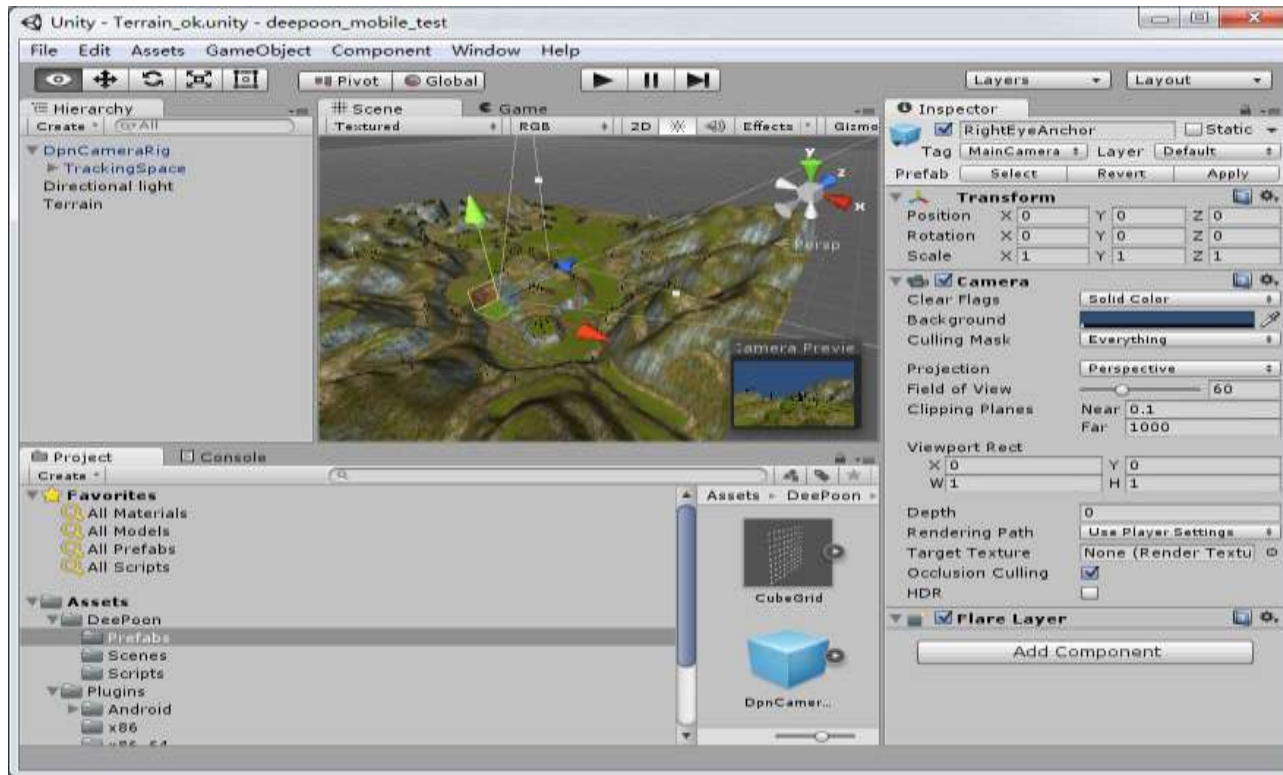 Unity - Terrain_ok.unity - deepoon_mobile_test
File Edit Assets GameObject Component Window Help
Pivot Global Layers Layout
Hierarchy
Create All
DpnCameraRig
TrackingSpace
Directional light
Terrain
Scene Game
Textured RGB 2D Effects Gizmo
y
z
x
Persp
Camera Previe
Project Console
Create
Favorites
All Materials
All Models
All Prefabs
All Scripts
Assets
DeePoon
Prefabs
Scenes
Scripts
Plugins
Android
x86
x86_64
Assets DeePoon
CubeGrid
DpnCamer...
Inspector
RightEyeAnchor Static
Tag MainCamera Layer Default
Prefab Select Revert Apply
Transform
Position X 0 Y 0 Z 0
Rotation X 0 Y 0 Z 0
Scale X 1 Y 1 Z 1
Camera
Clear Flags Solid Color
Background
Culling Mask Everything
Projection Perspective
Field of View 60
Clipping Planes Near 0.1
Far 1000
Viewport Rect
X 0 Y 0
W 1 H 1
Depth 0
Rendering Path Use Player Settings
Target Texture None (Render Textu
Occlusion Culling
HDR
Flare Layer
Add Component